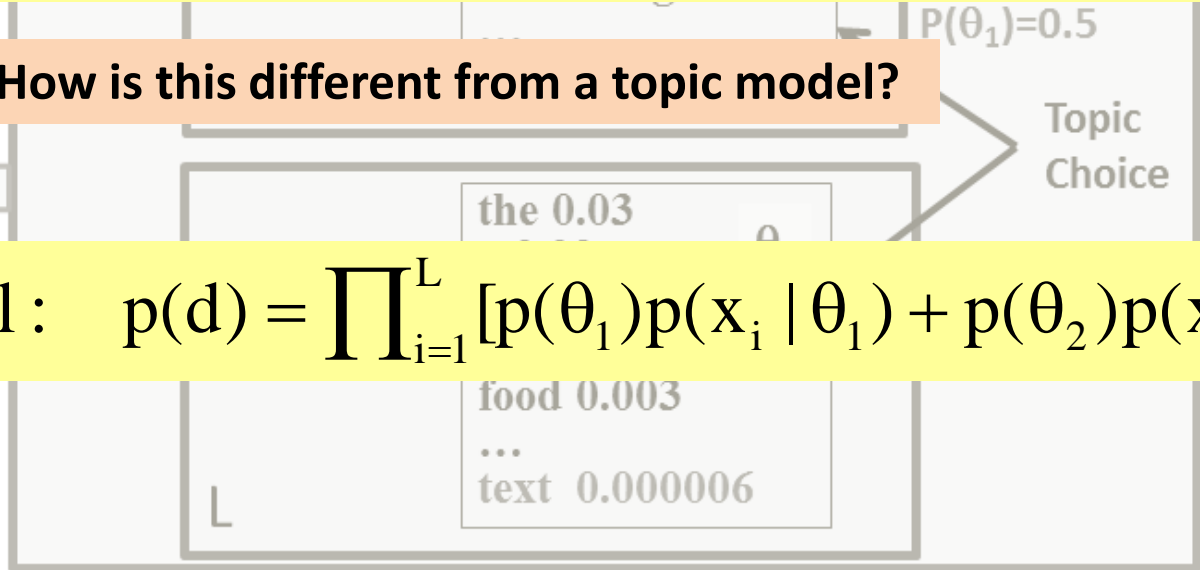 ...
P(θ₁)=0.5
How is this different from a topic model?
Topic
Choice
the 0.03
l : p(d) = ∏ᵢ₌₁ᴸ [p(θ₁)p(xᵢ | θ₁) + p(θ₂)p(x
food 0.003
...
text 0.000006
L